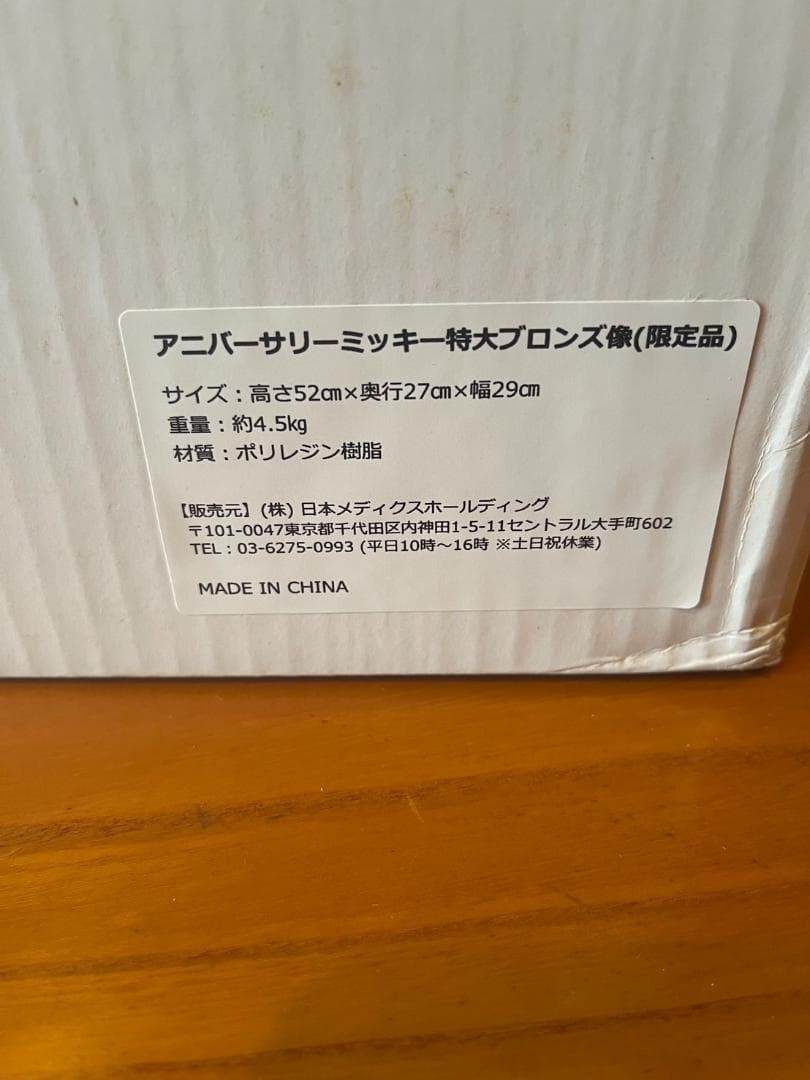 アニバーサリーミッキー特大ブロンズ像(限定品)
サイズ：高さ52㎝×奥行27㎝×幅29㎝
重量：約4.5㎏
材質：ポリレジン樹脂
【販売元】(株) 日本メディクスホールディング
〒101-0047東京都千代田区内神田1-5-11セントラル大手町602
TEL：03-6275-0993 (平日10時～16時 ※土日祝休業)
MADE IN CHINA